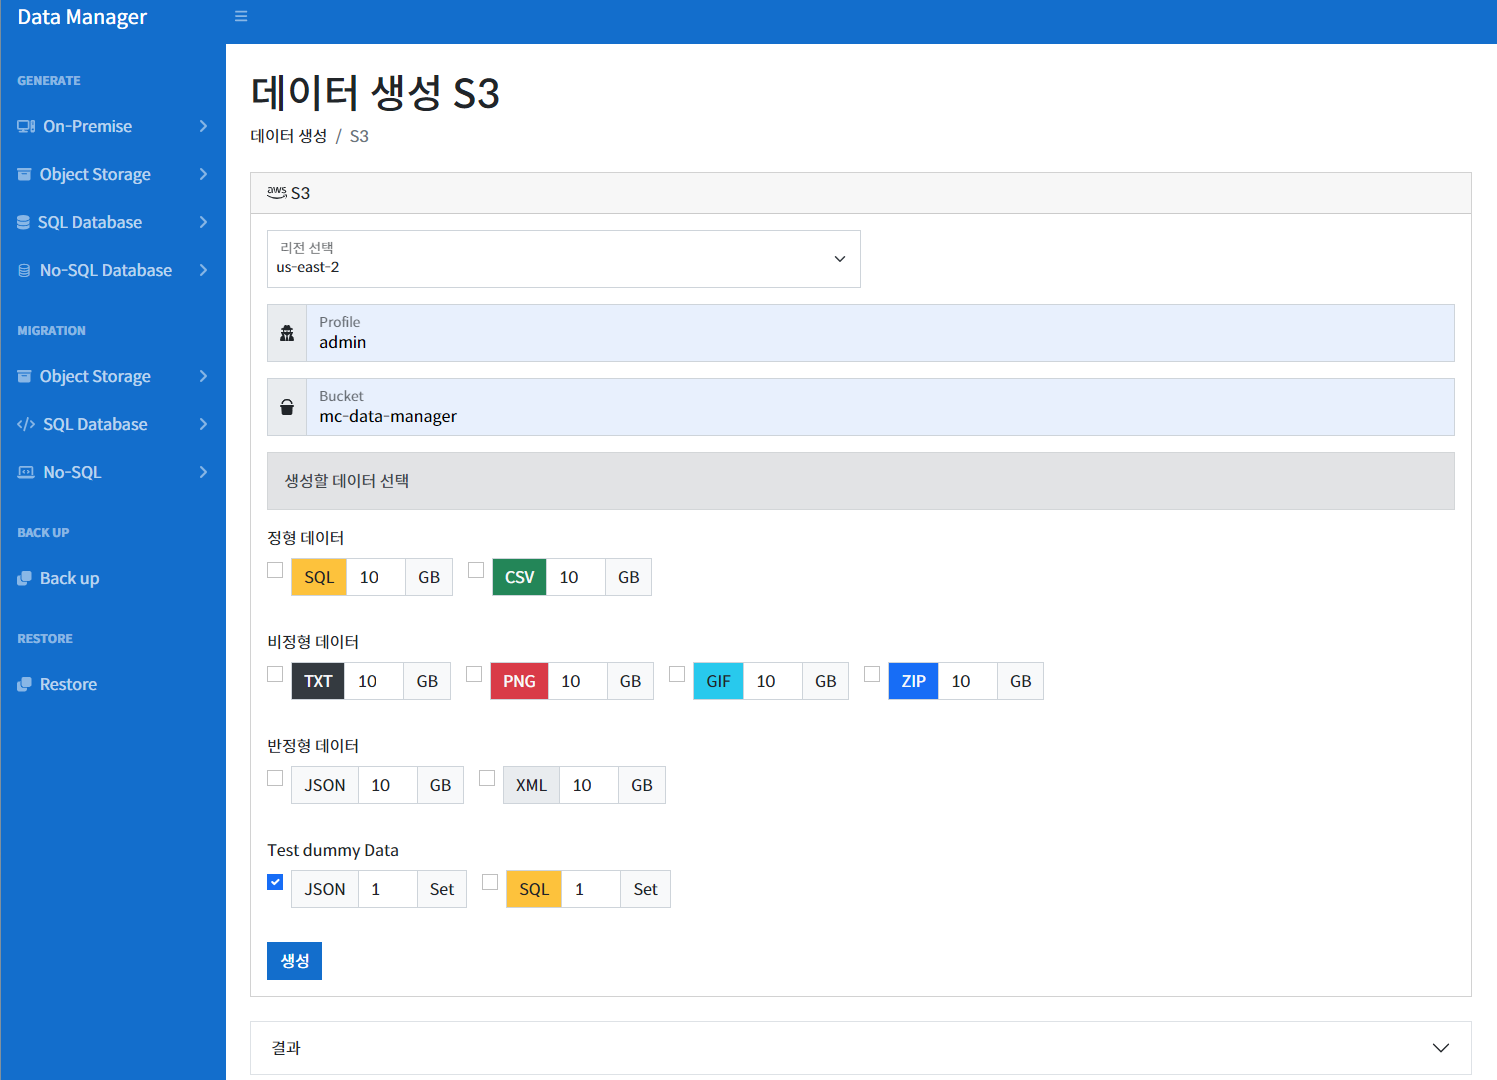 Data Manager
GENERATE
On-Premise
Object Storage
SQL Database
No-SQL Database
MIGRATION
Object Storage
SQL Database
No-SQL
BACK UP
Back up
RESTORE
Restore
데이터 생성 S3
데이터 생성 / S3
aws S3
리전 선택
us-east-2
Profile
admin
Bucket
mc-data-manager
생성할 데이터 선택
정형 데이터
SQL 10 GB CSV 10 GB
비정형 데이터
TXT 10 GB PNG 10 GB GIF 10 GB ZIP 10 GB
반정형 데이터
JSON 10 GB XML 10 GB
Test dummy Data
JSON 1 Set SQL 1 Set
생성
결과